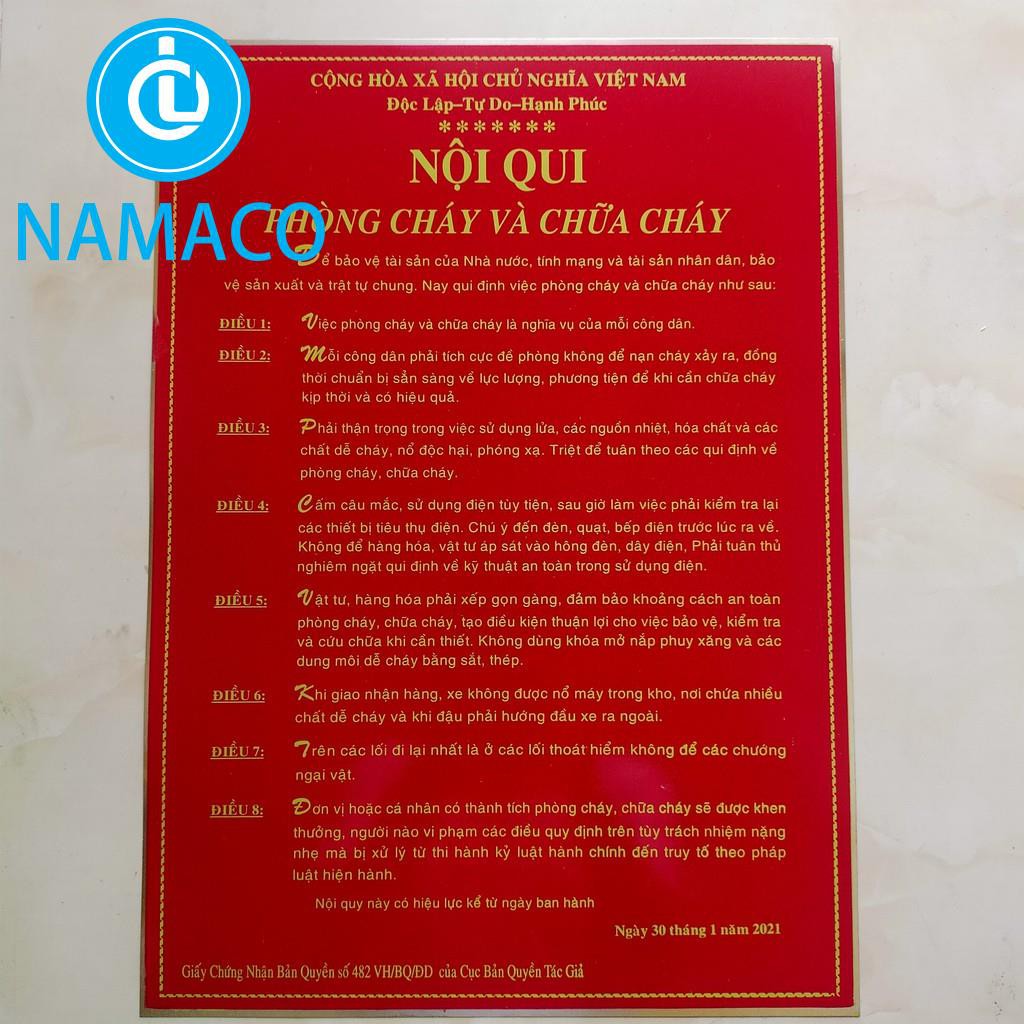 CỘNG HÒA XÃ HỘI CHỦ NGHĨA VIỆT NAM
Độc Lập–Tự Do–Hạnh Phúc
*******
NỘI QUI
NAMACO
PHÒNG CHÁY VÀ CHỮA CHÁY
Để bảo vệ tài sản của Nhà nước, tính mạng và tài sản nhân dân, bảo
vệ sản xuất và trật tự chung. Nay qui định việc phòng cháy và chữa cháy như sau:
ĐIỀU 1: Việc phòng cháy và chữa cháy là nghĩa vụ của mỗi công dân.
ĐIỀU 2: Mỗi công dân phải tích cực đề phòng không để nạn cháy xảy ra, đồng
thời chuẩn bị sẳn sàng về lực lượng, phương tiện để khi cần chữa cháy
kịp thời và có hiệu quả.
ĐIỀU 3: Phải thận trọng trong việc sử dụng lửa, các nguồn nhiệt, hóa chất và các
chất dễ cháy, nổ độc hại, phóng xạ. Triệt để tuân theo các qui định về
phòng cháy, chữa cháy.
ĐIỀU 4: Cấm câu mắc, sử dụng điện tùy tiện, sau giờ làm việc phải kiểm tra lại
các thiết bị tiêu thụ điện. Chú ý đến đèn, quạt, bếp điện trước lúc ra về.
Không để hàng hóa, vật tư áp sát vào hông đèn, dây điện, Phải tuân thủ
nghiêm ngặt qui định về kỹ thuật an toàn trong sử dụng điện.
ĐIỀU 5: Vật tư, hàng hóa phải xếp gọn gàng, đảm bảo khoảng cách an toàn
phòng cháy, chữa cháy, tạo điều kiện thuận lợi cho việc bảo vệ, kiểm tra
và cứu chữa khi cần thiết. Không dùng khóa mở nắp phuy xăng và các
dung môi dễ cháy bằng sắt, thép.
ĐIỀU 6: Khi giao nhận hàng, xe không được nổ máy trong kho, nơi chứa nhiều
chất dễ cháy và khi đậu phải hướng đầu xe ra ngoài.
ĐIỀU 7: Trên các lối đi lại nhất là ở các lối thoát hiểm không để các chướng
ngại vật.
ĐIỀU 8: Đơn vị hoặc cá nhân có thành tích phòng cháy, chữa cháy sẽ được khen
thưởng, người nào vi phạm các điều quy định trên tùy trách nhiệm nặng
nhẹ mà bị xử lý từ thi hành kỷ luật hành chính đến truy tố theo pháp
luật hiện hành.
Nội quy này có hiệu lực kể từ ngày ban hành
Ngày 30 tháng 1 năm 2021
Giấy Chứng Nhận Bản Quyền số 482 VH/BQ/ĐD của Cục Bản Quyền Tác Giả